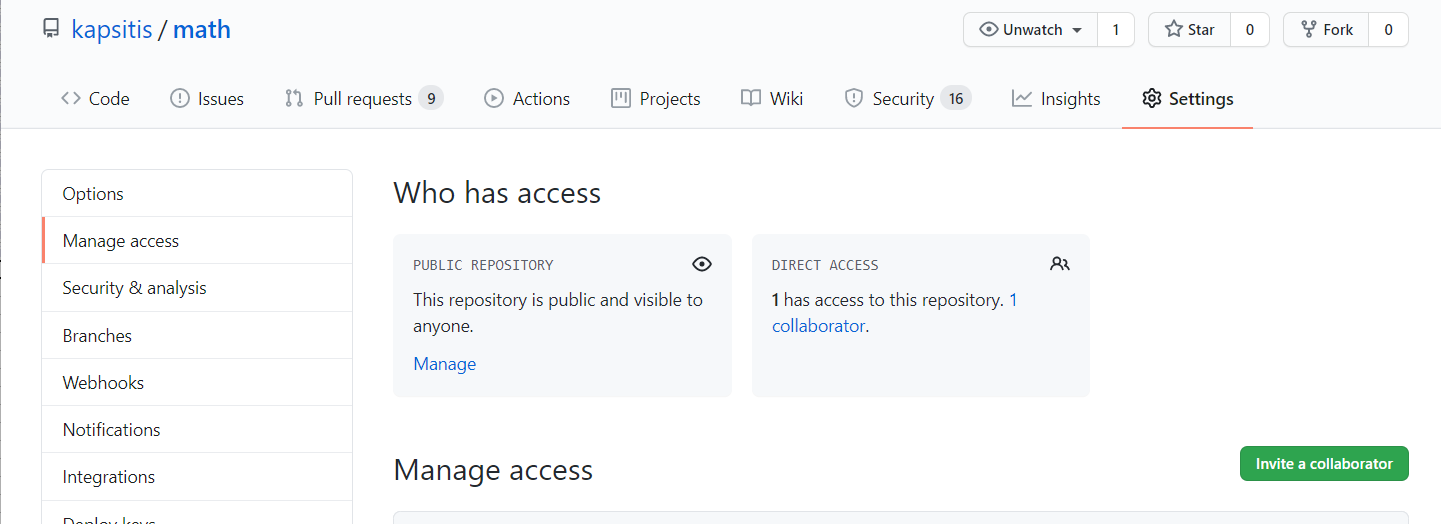 kapsitis / math
Unwatch 1 Star 0 Fork 0
Code Issues Pull requests 9 Actions Projects Wiki Security 16 Insights Settings
Options
Manage access
Security & analysis
Branches
Webhooks
Notifications
Integrations
Deploy keys
Who has access
PUBLIC REPOSITORY
This repository is public and visible to
anyone.
Manage
DIRECT ACCESS
1 has access to this repository. 1
collaborator.
Manage access
Invite a collaborator